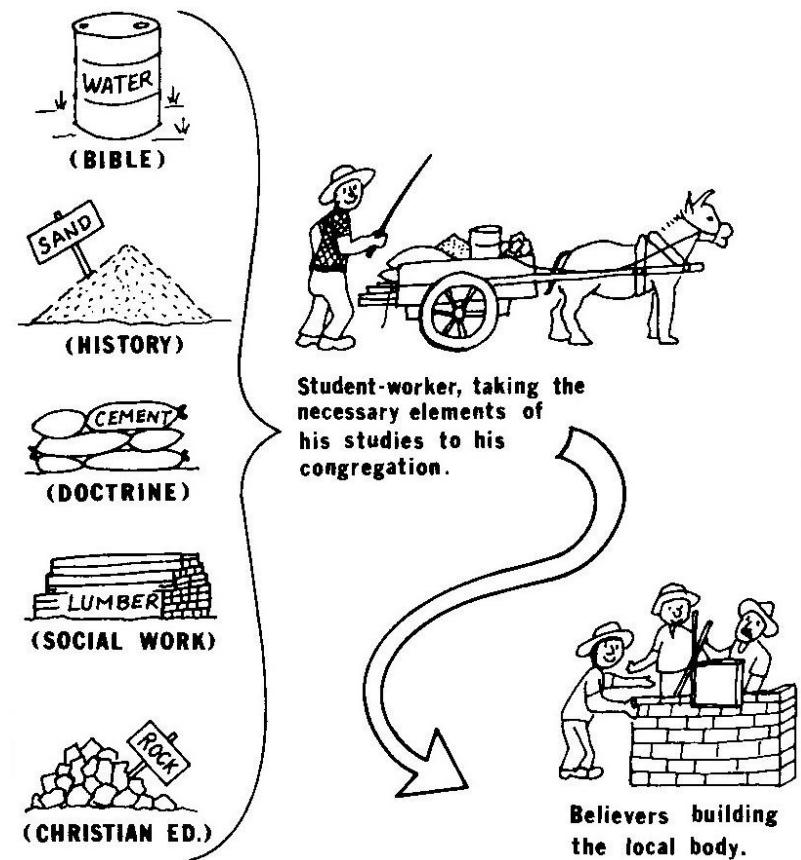 WATER
(BIBLE)
SAND
(HISTORY)
CEMENT
(DOCTRINE)
LUMBER
(SOCIAL WORK)
ROCK
(CHRISTIAN ED.)
Student-worker, taking the
necessary elements of
his studies to his
congregation.
Believers building
the local body.